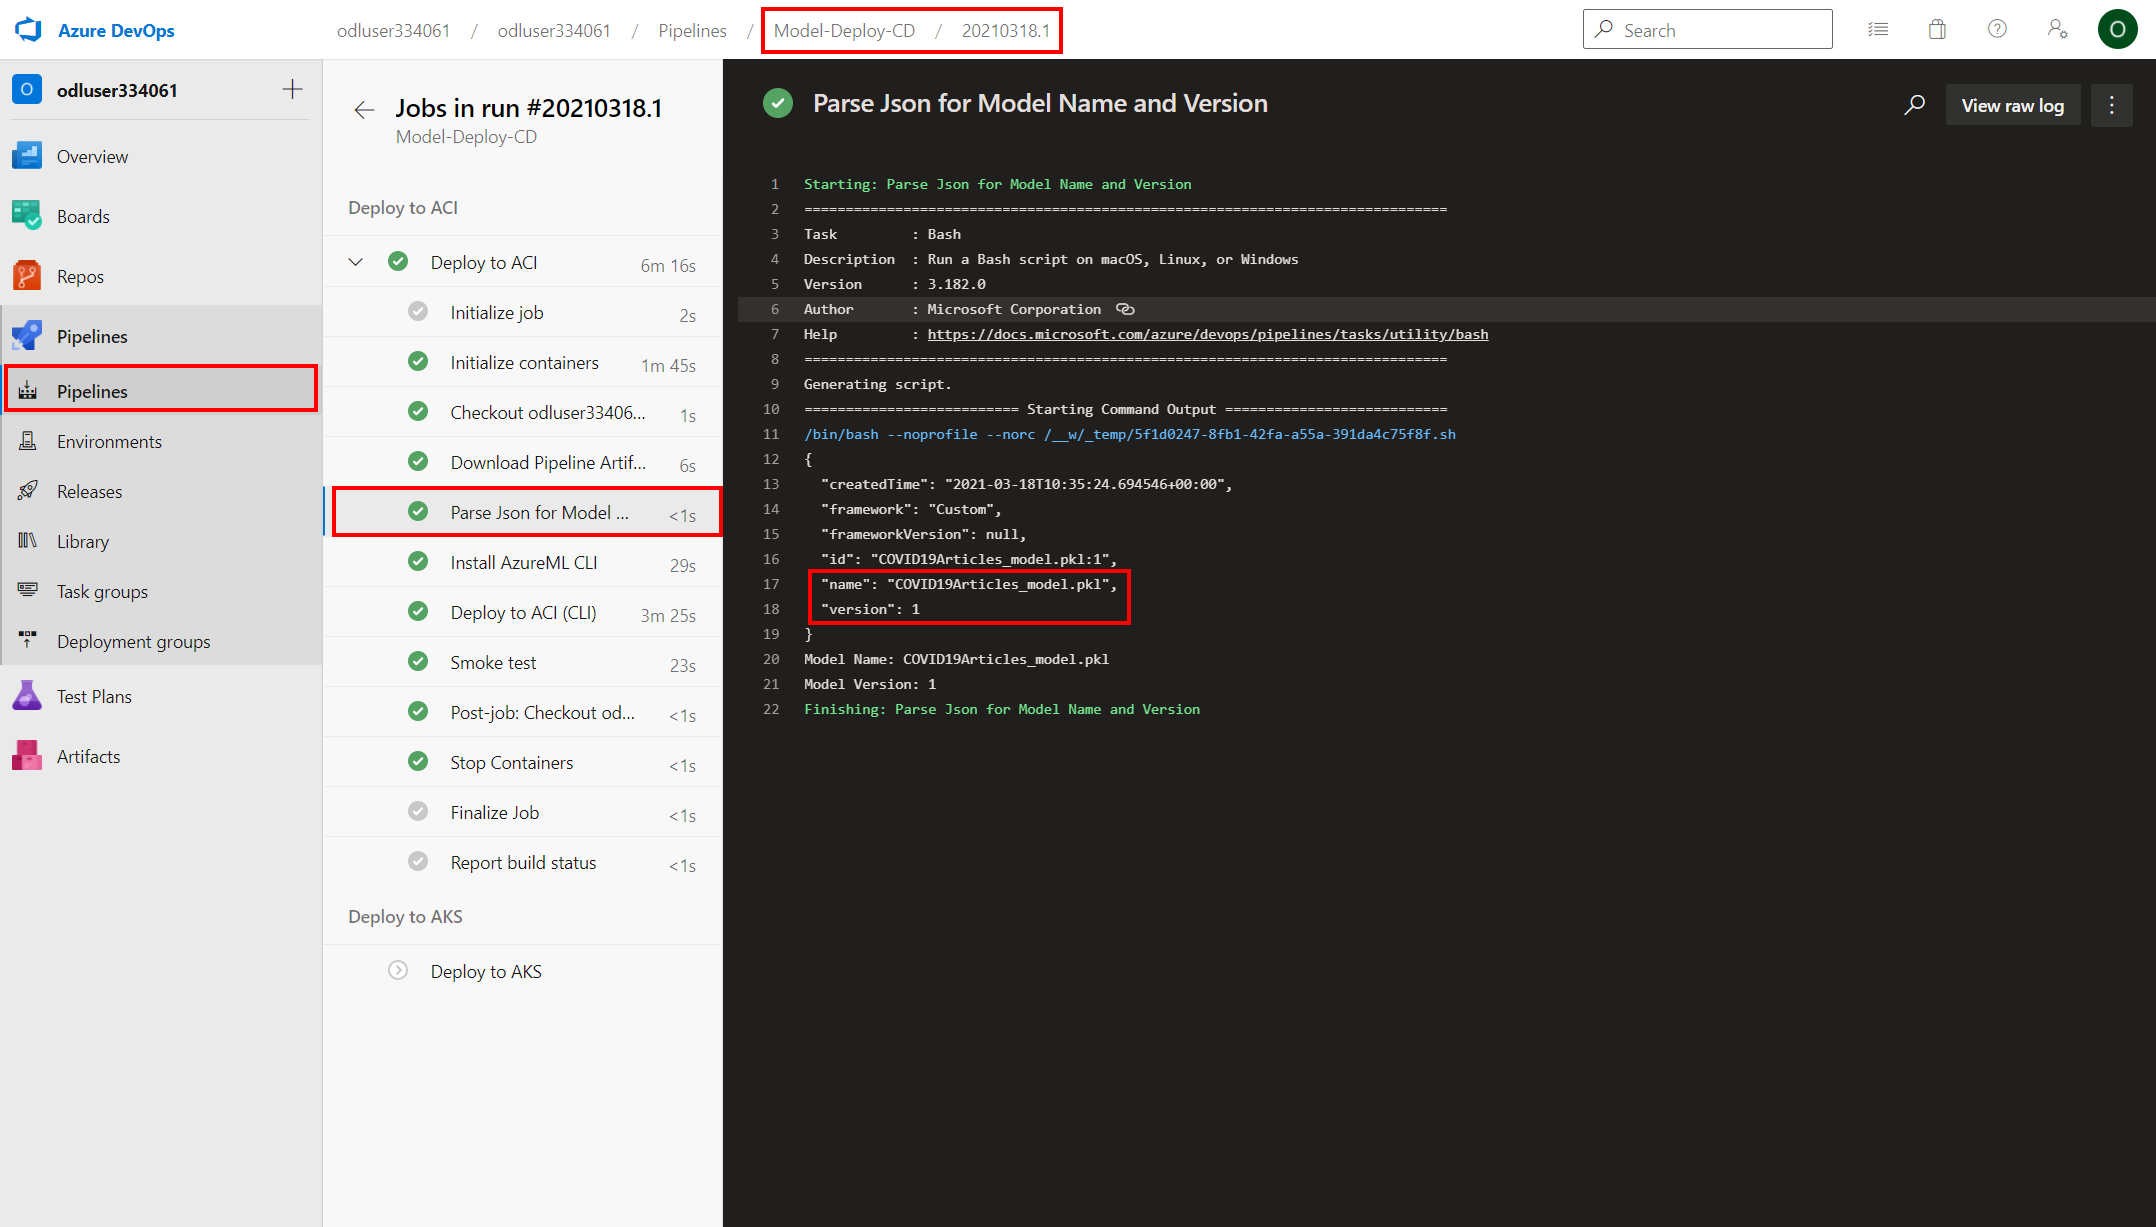 Azure DevOps
odluser334061 / odluser334061 / Pipelines / Model-Deploy-CD / 20210318.1
Search
O
O odluser334061
Overview
Boards
Repos
Pipelines
Pipelines
Environments
Releases
Library
Task groups
Deployment groups
Test Plans
Artifacts
Jobs in run #20210318.1
Model-Deploy-CD
Deploy to ACI
Deploy to ACI 6m 16s
Initialize job 2s
Initialize containers 1m 45s
Checkout odluser33406... 1s
Download Pipeline Artif... 6s
Parse Json for Model ... <1s
Install AzureML CLI 29s
Deploy to ACI (CLI) 3m 25s
Smoke test 23s
Post-job: Checkout od... <1s
Stop Containers <1s
Finalize Job <1s
Report build status <1s
Deploy to AKS
Deploy to AKS
Parse Json for Model Name and Version
View raw log
1 Starting: Parse Json for Model Name and Version
2 ==============================================================================
3 Task : Bash
4 Description : Run a Bash script on macOS, Linux, or Windows
5 Version : 3.182.0
6 Author : Microsoft Corporation
7 Help : https://docs.microsoft.com/azure/devops/pipelines/tasks/utility/bash
8 ==============================================================================
9 Generating script.
10 ========================== Starting Command Output ===========================
11 /bin/bash --noprofile --norc /__w/_temp/5f1d0247-8fb1-42fa-a55a-391da4c75f8f.sh
12 {
13 "createdTime": "2021-03-18T10:35:24.694546+00:00",
14 "framework": "Custom",
15 "frameworkVersion": null,
16 "id": "COVID19Articles_model.pkl:1",
17 "name": "COVID19Articles_model.pkl",
18 "version": 1
19 }
20 Model Name: COVID19Articles_model.pkl
21 Model Version: 1
22 Finishing: Parse Json for Model Name and Version